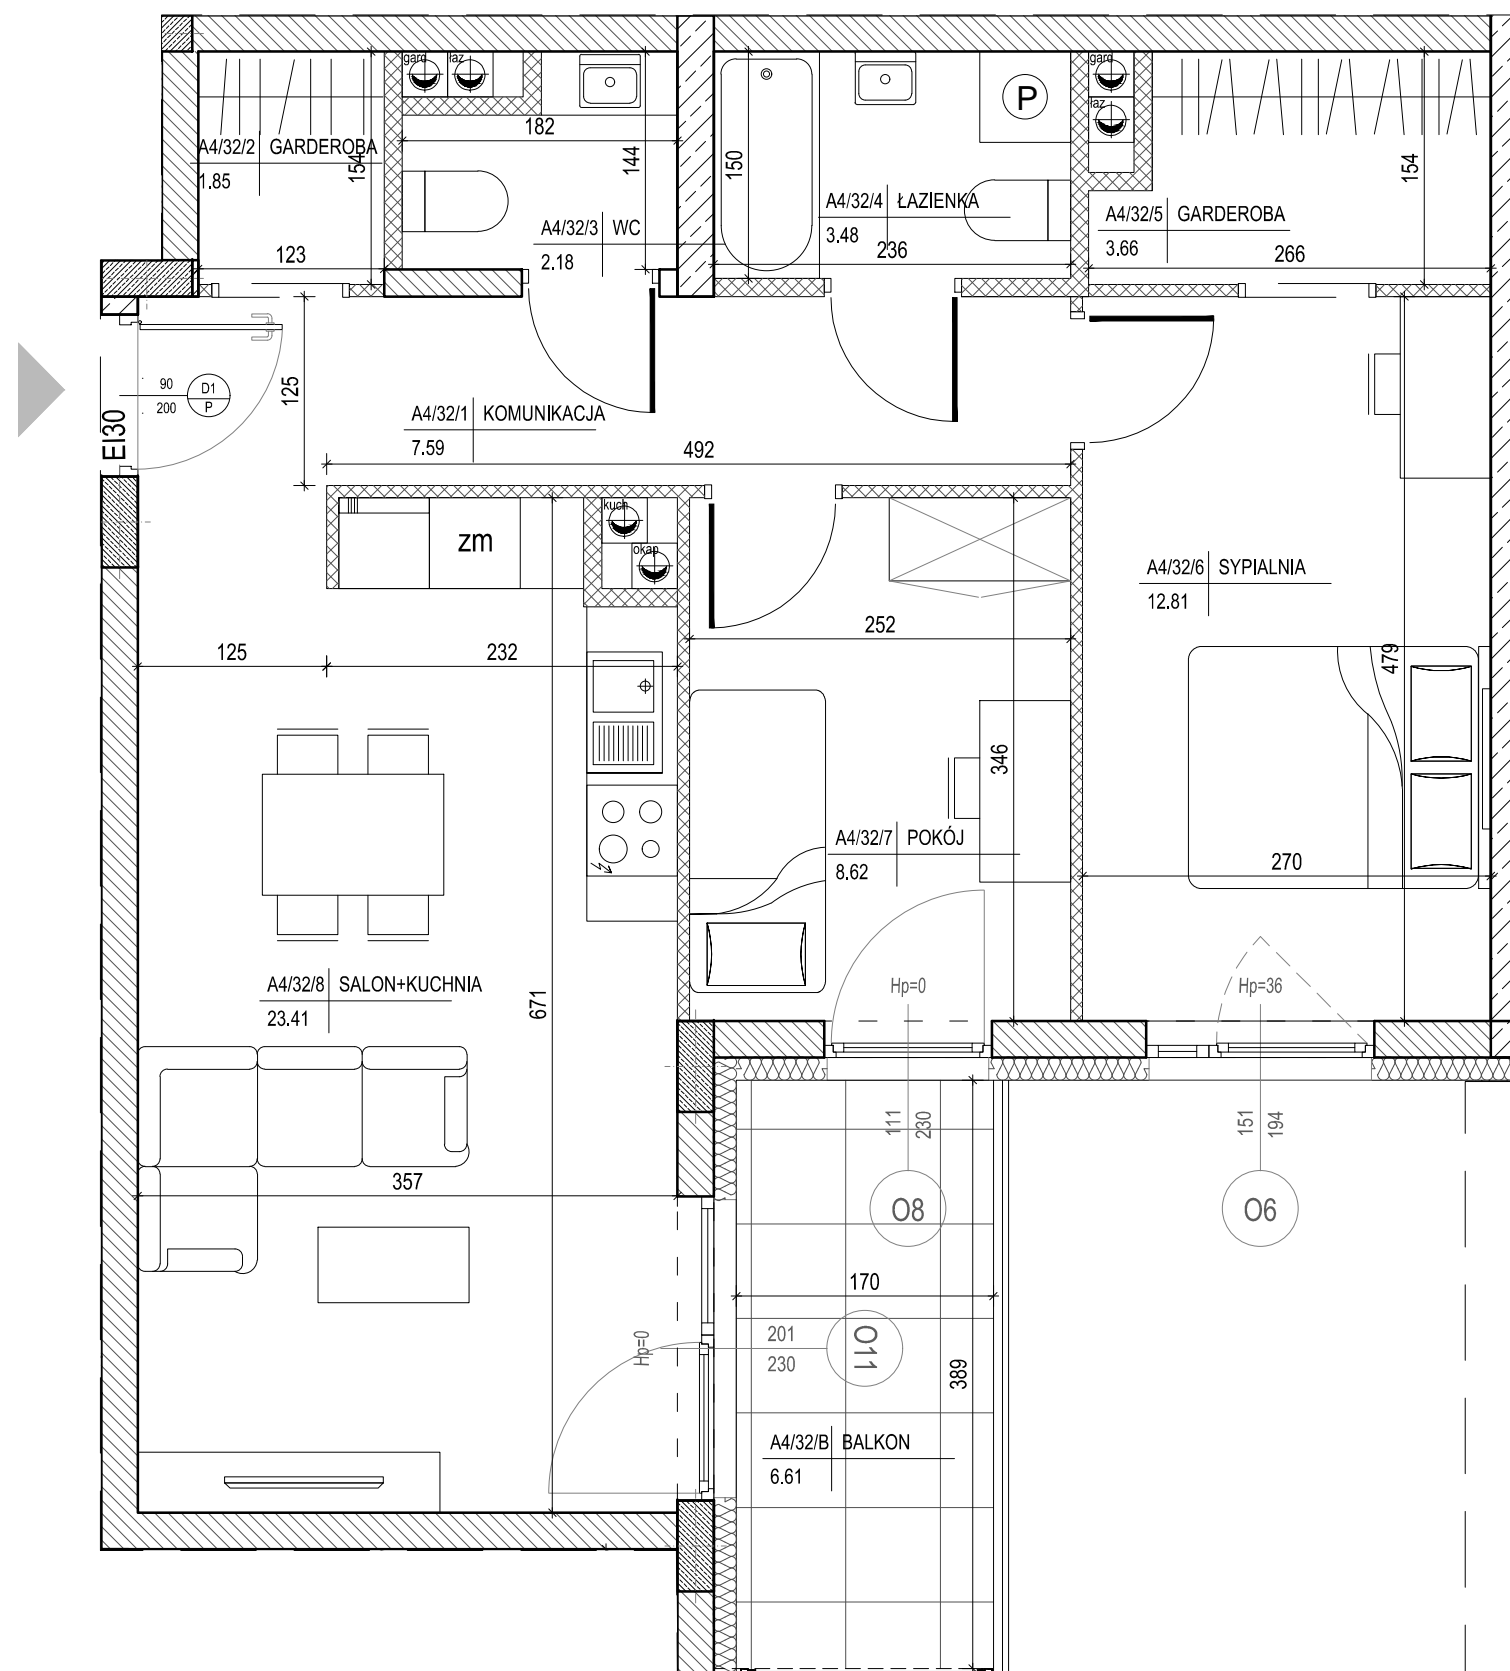 gard
łaz
182
144
A4/32/2 GARDEROBA
1.85
154
123
A4/32/3 WC
2.18
150
P
A4/32/4 ŁAZIENKA
3.48
236
gard
łaz
154
A4/32/5 GARDEROBA
3.66
266
90
200
D1
P
EI30
125
A4/32/1 KOMUNIKACJA
7.59
492
zm
kuch
okap
125
232
252
A4/32/6 SYPIALNIA
12.81
479
346
270
A4/32/7 POKÓJ
8.62
Hp=0
Hp=36
A4/32/8 SALON+KUCHNIA
23.41
671
357
111
230
O8
151
194
O6
170
Hp=0
201
230
O11
389
A4/32/B BALKON
6.61